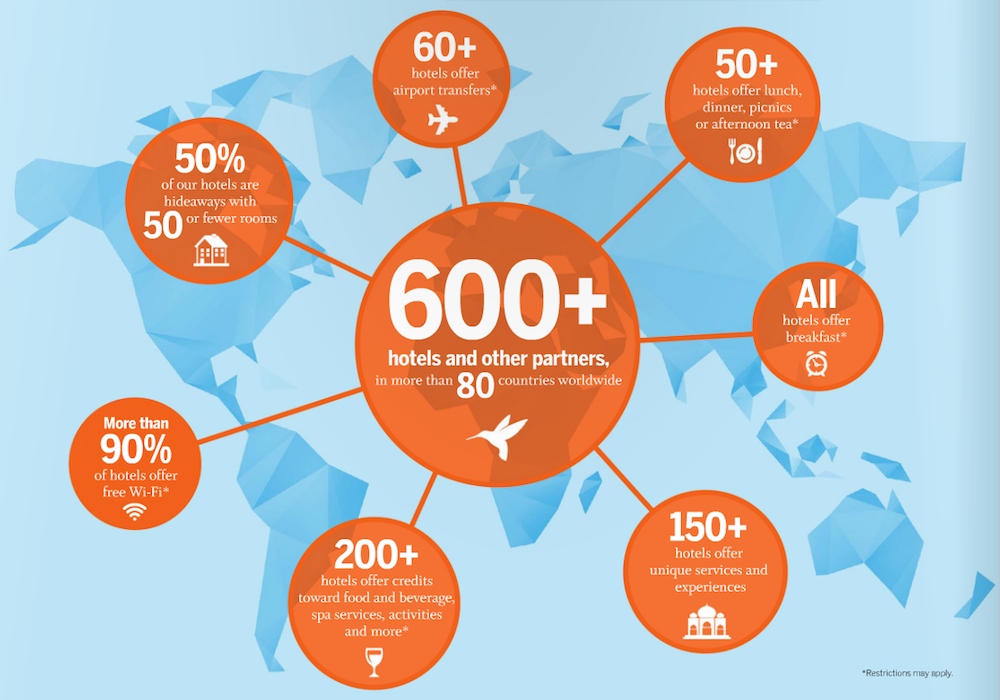 60+
hotels offer
airport transfers*
50+
hotels offer lunch,
dinner, picnics
or afternoon tea*
50%
of our hotels are
hideaways with
50 or fewer rooms
600+
hotels and other partners,
in more than 80 countries worldwide
All
hotels offer
breakfast*
More than
90%
of hotels offer
free Wi-Fi*
200+
hotels offer credits
toward food and beverage,
spa services, activities
and more*
150+
hotels offer
unique services and
experiences
*Restrictions may apply.